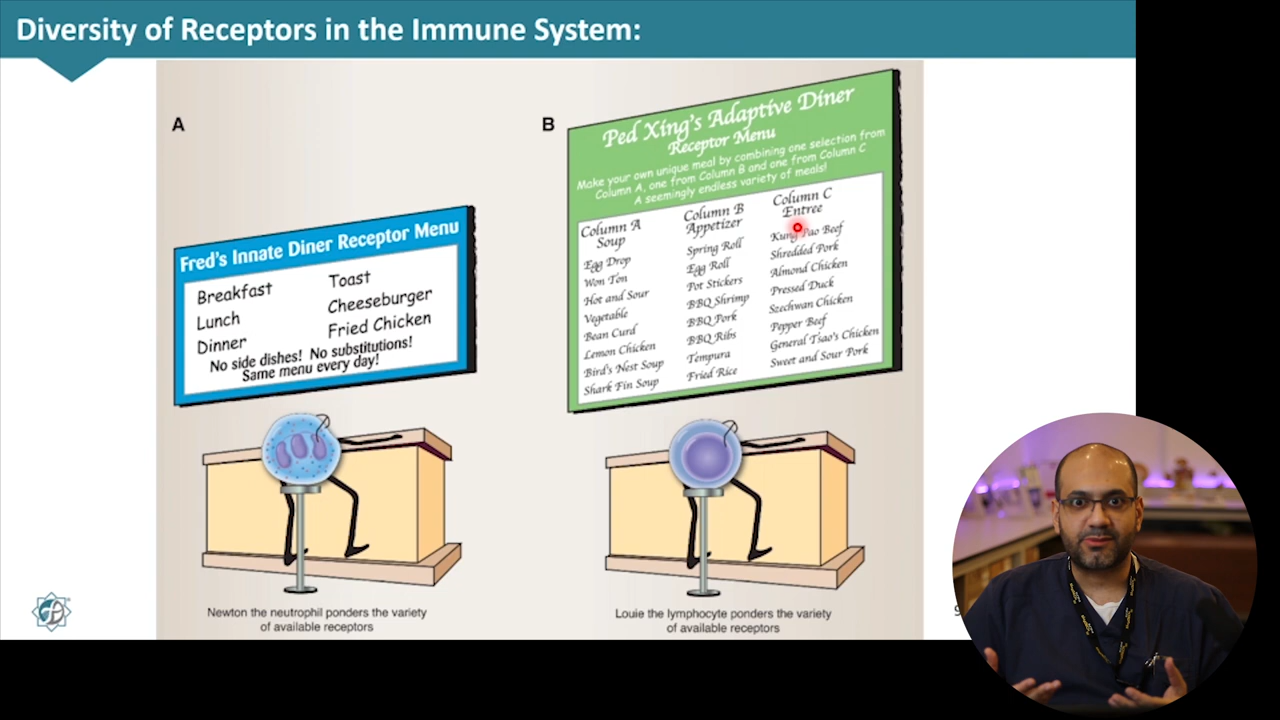 Diversity of Receptors in the Immune System:
A
Fred's Innate Diner Receptor Menu
Breakfast
Lunch
Dinner
Toast
Cheeseburger
Fried Chicken
No side dishes! No substitutions!
Same menu every day!
Newton the neutrophil ponders the variety
of available receptors
B
Ped Xing's Adaptive Diner
Receptor Menu
Make your own unique meal by combining one selection from
Column A, one from Column B and one from Column C
A seemingly endless variety of meals!
Column A
Soup
Egg Drop
Won Ton
Hot and Sour
Vegetable
Bean Curd
Lemon Chicken
Bird's Nest Soup
Shark Fin Soup
Column B
Appetizer
Spring Roll
Egg Roll
Pot Stickers
BBQ Shrimp
BBQ Pork
BBQ Ribs
Tempura
Fried Rice
Column C
Entree
Kung Pao Beef
Shredded Pork
Almond Chicken
Pressed Duck
Szechwan Chicken
Pepper Beef
General Tsao's Chicken
Sweet and Sour Pork
Louie the lymphocyte ponders the variety
of available receptors